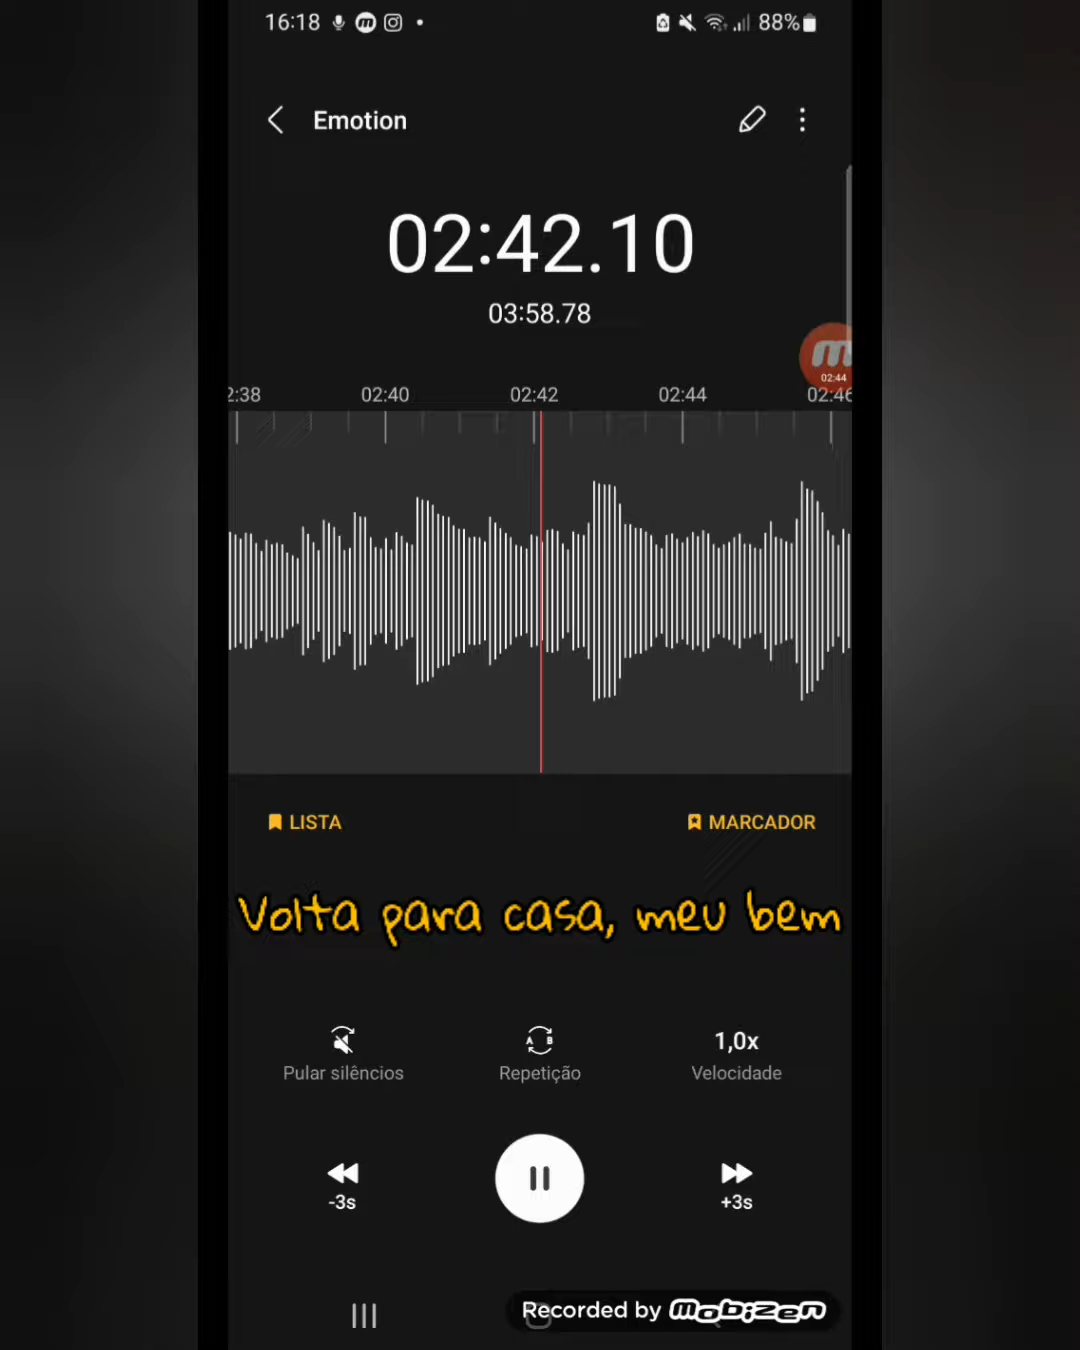 16:18 88%
Emotion
02:42.10
03:58.78
02:44
2:38 02:40 02:42 02:44 02:46
LISTA MARCADOR
Volta para casa, meu bem
A B 1,0x
Pular silêncios Repetição Velocidade
-3s +3s
Recorded by mobizen